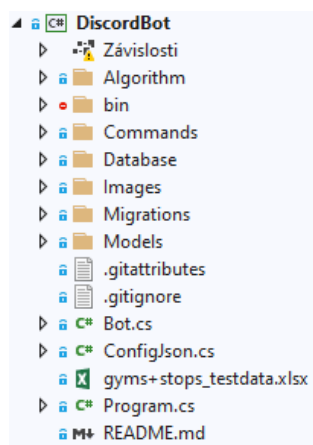 C# DiscordBot
Závislosti
Algorithm
bin
Commands
Database
Images
Migrations
Models
.gitattributes
.gitignore
C# Bot.cs
C# ConfigJson.cs
gyms+stops_testdata.xlsx
C# Program.cs
M↓ README.md